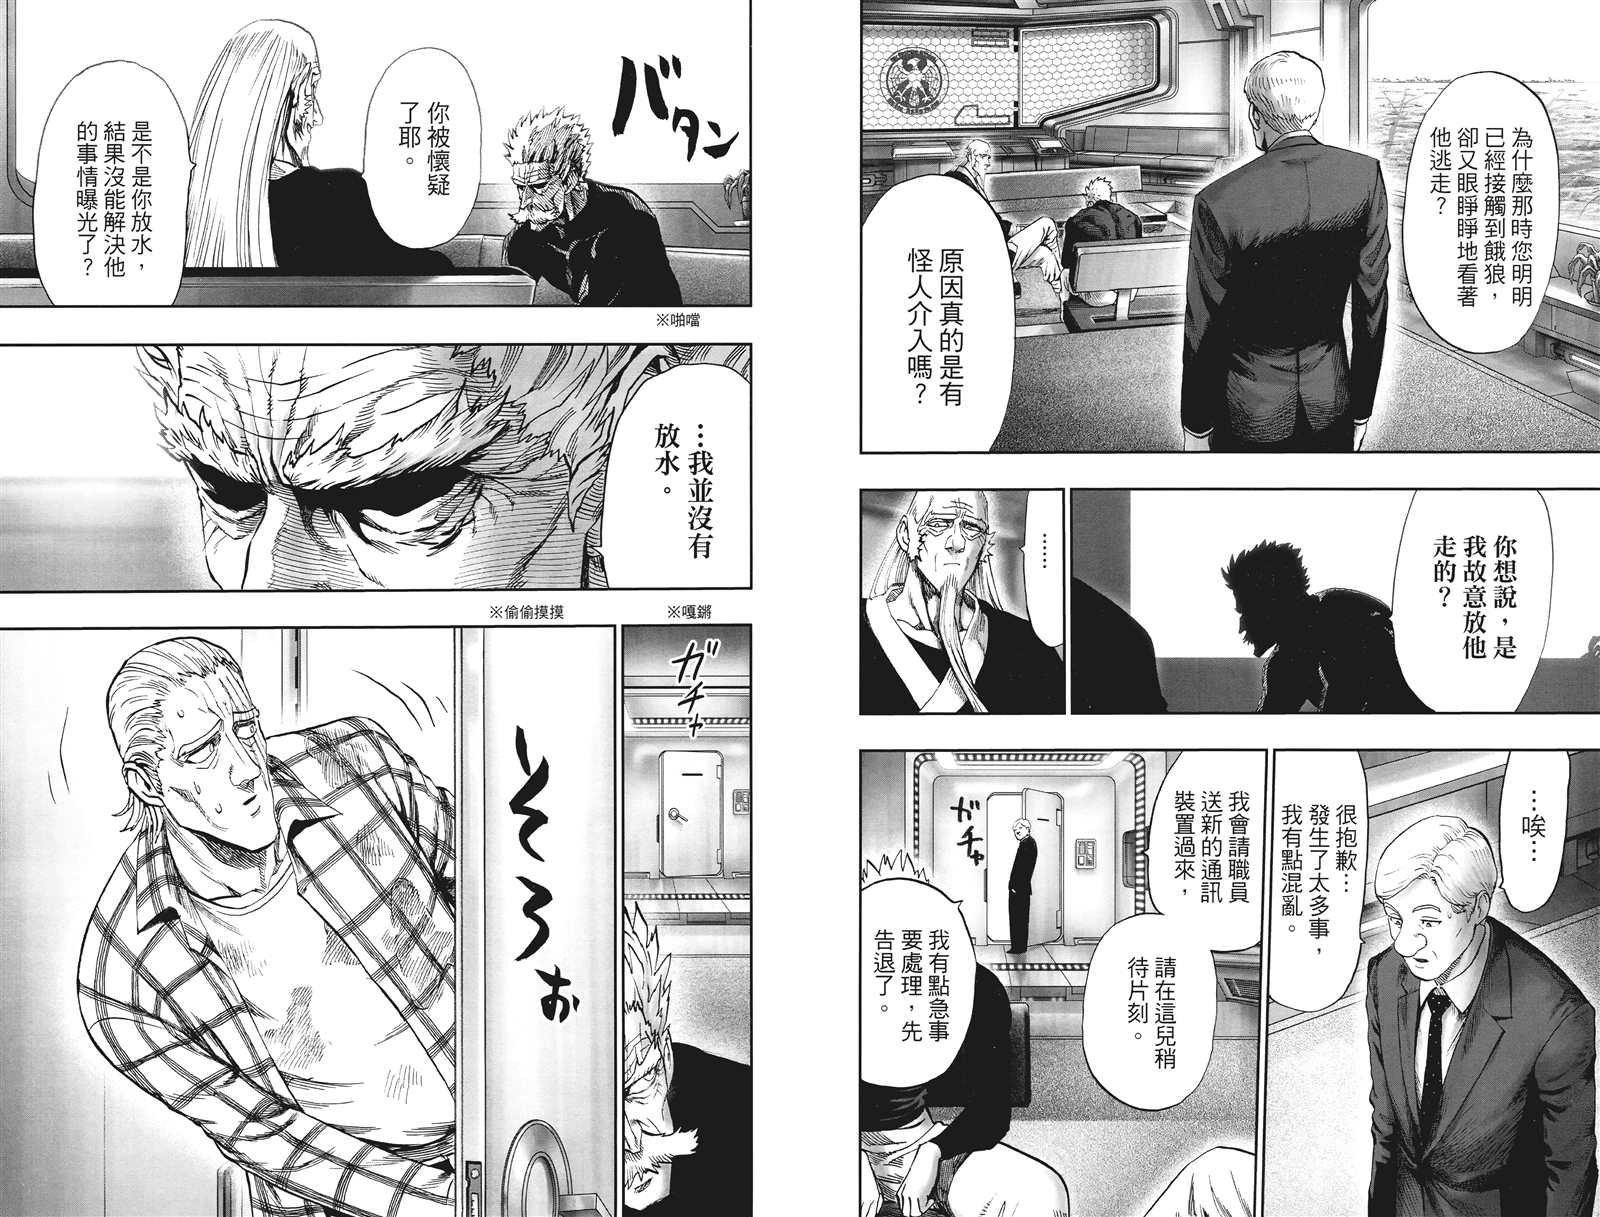 為什麼那時您明明
已經接觸到餓狼，
卻又眼睜睜地看著
他逃走？
原因真的是有
怪人介入嗎？
你想說，是
我故意放他
走的？
……
…唉…
很抱歉…
發生了太多事，
我有點混亂。
我會請職員
送新的通訊
裝置過來，
請在這兒稍
待片刻。
ガチャ
我有點急事
要處理，先
告退了。
バタン
※啪噹
你被懷疑
了耶。
是不是你放水，
結果沒能解決他
的事情曝光了？
…我並沒有
放水。
※嘎鏘
ガチャ
※偷偷摸摸
そろお